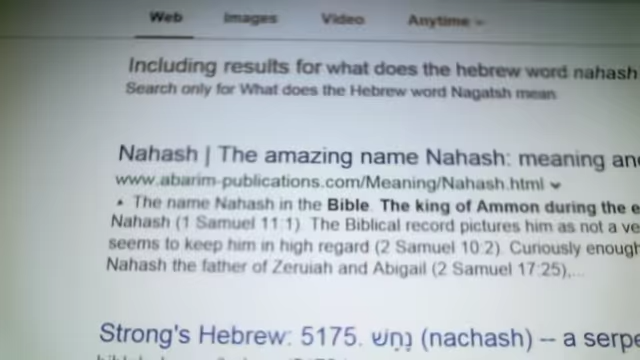 Web Images Video Anytime
Including results for what does the hebrew word nahash
Search only for What does the Hebrew word Nagatsh mean
Nahash | The amazing name Nahash: meaning and
www.abarim-publications.com/Meaning/Nahash.html
▲ The name Nahash in the Bible. The king of Ammon during the e
Nahash (1 Samuel 11:1). The Biblical record pictures him as not a ve
seems to keep him in high regard (2 Samuel 10:2). Curiously enough
Nahash the father of Zeruiah and Abigail (2 Samuel 17:25),...
Strong's Hebrew: 5175. נָחָשׁ (nachash) -- a serpe